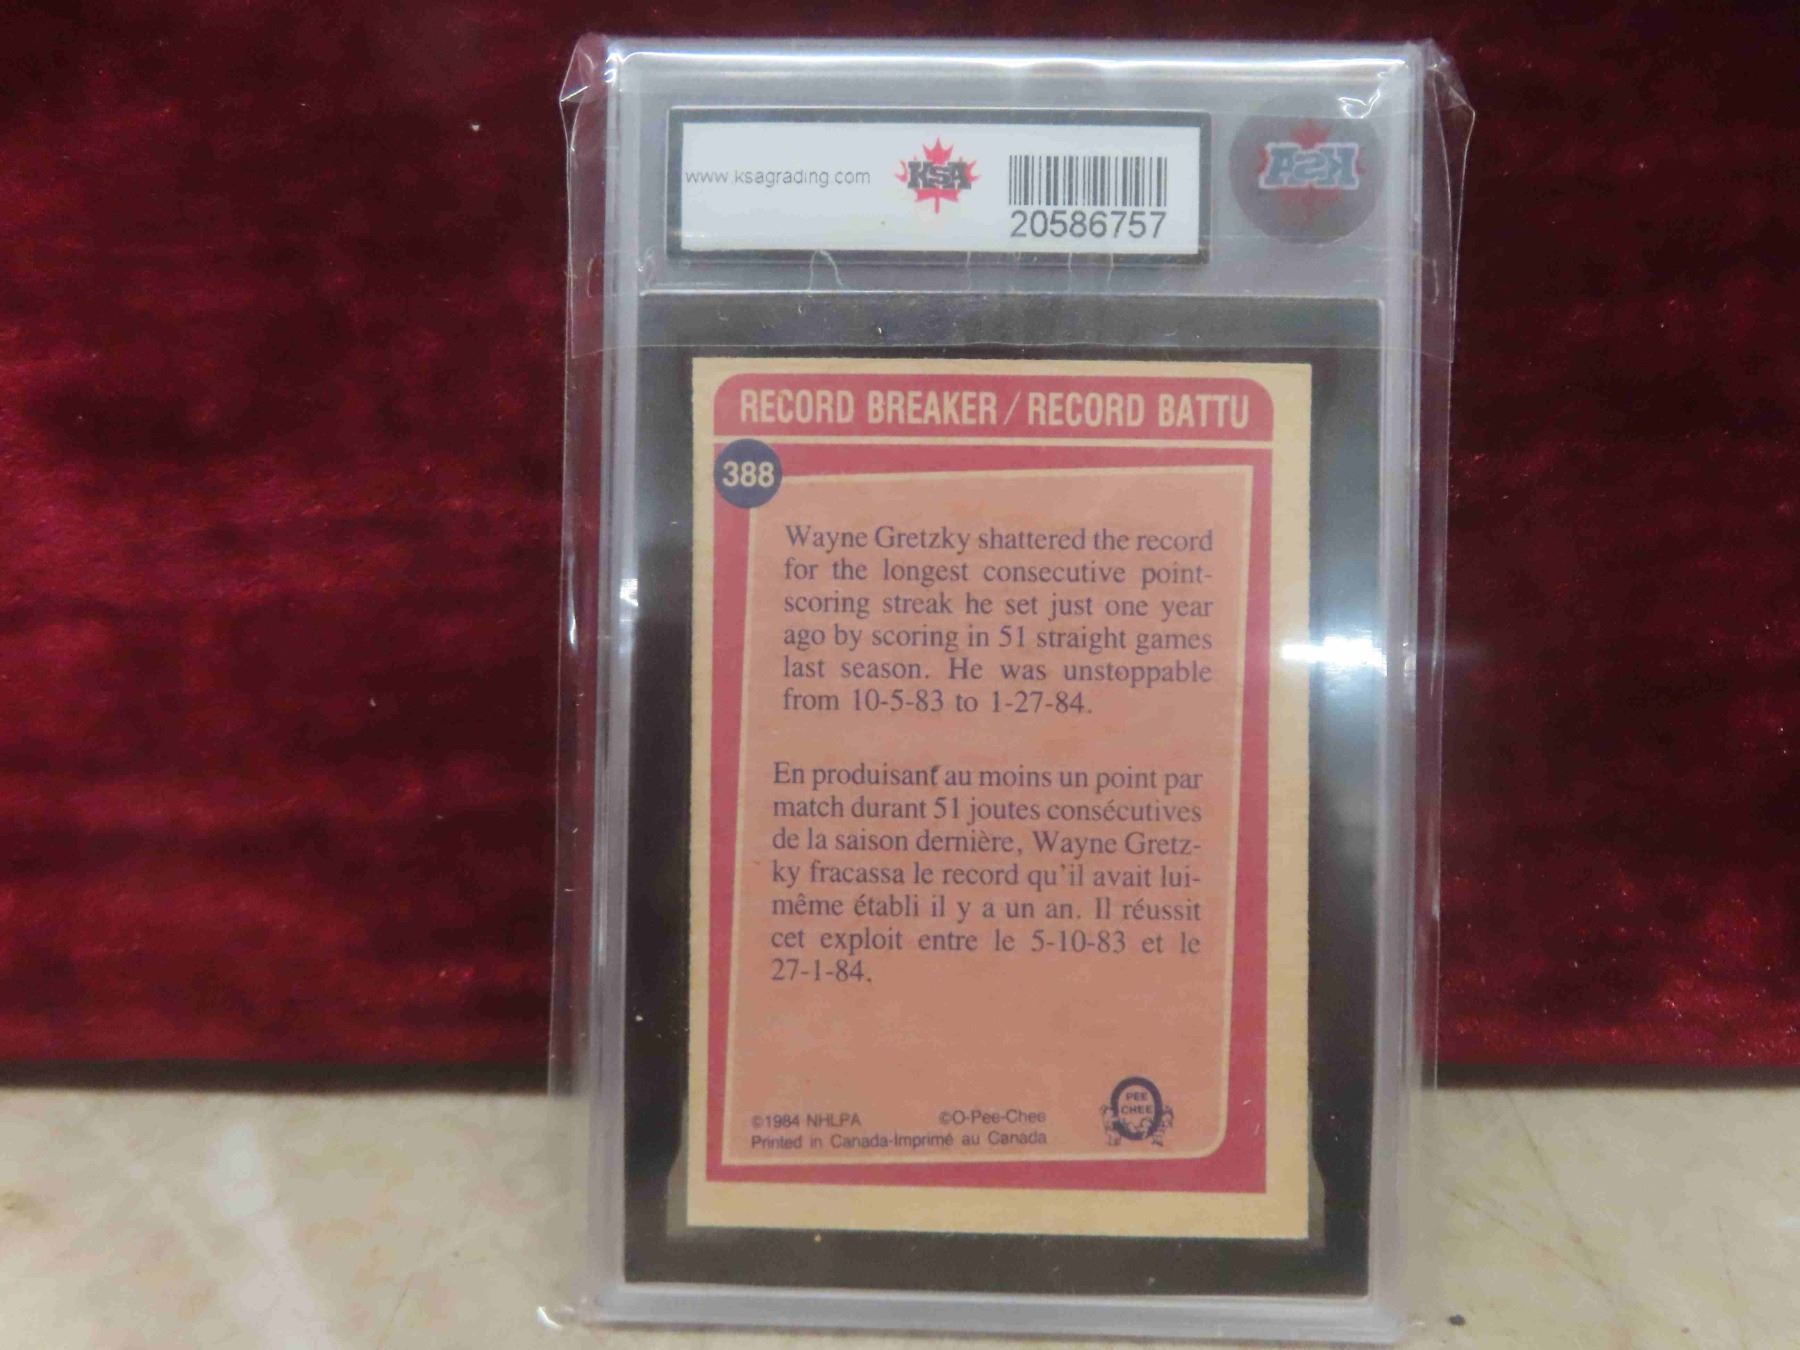 www.ksagrading.com
KSA
20586757
KSA
RECORD BREAKER / RECORD BATTU
388
Wayne Gretzky shattered the record
for the longest consecutive point-
scoring streak he set just one year
ago by scoring in 51 straight games
last season. He was unstoppable
from 10-5-83 to 1-27-84.
En produisant au moins un point par
match durant 51 joutes consécutives
de la saison dernière, Wayne Gretz-
ky fracassa le record qu'il avait lui-
même établi il y a un an. Il réussit
cet exploit entre le 5-10-83 et le
27-1-84.
©1984 NHLPA ©O-Pee-Chee
Printed in Canada-Imprimé au Canada
O
PEE
CHEE